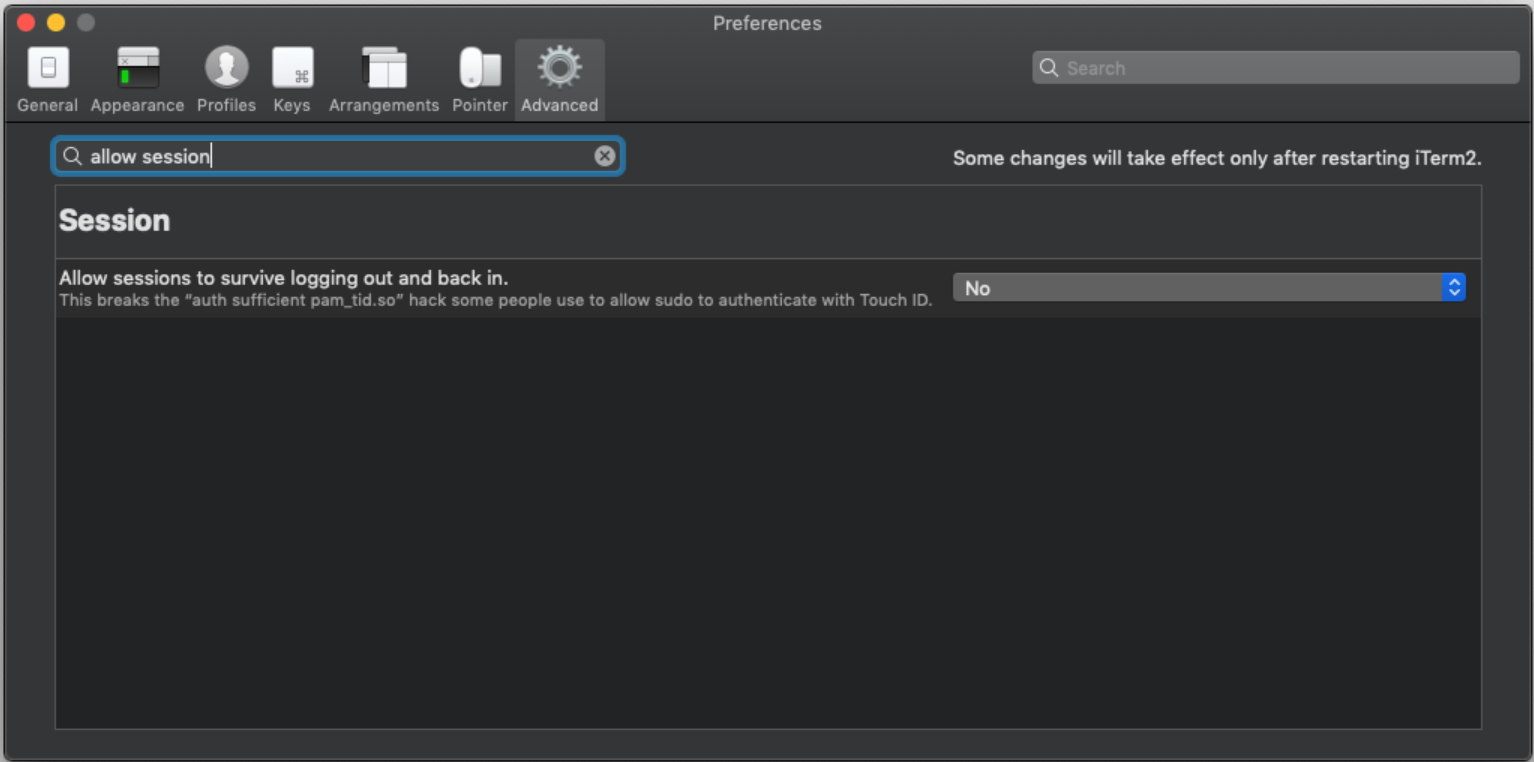 Preferences
General Appearance Profiles Keys Arrangements Pointer Advanced
Search
allow session
Some changes will take effect only after restarting iTerm2.
Session
Allow sessions to survive logging out and back in.
This breaks the “auth sufficient pam_tid.so” hack some people use to allow sudo to authenticate with Touch ID.
No